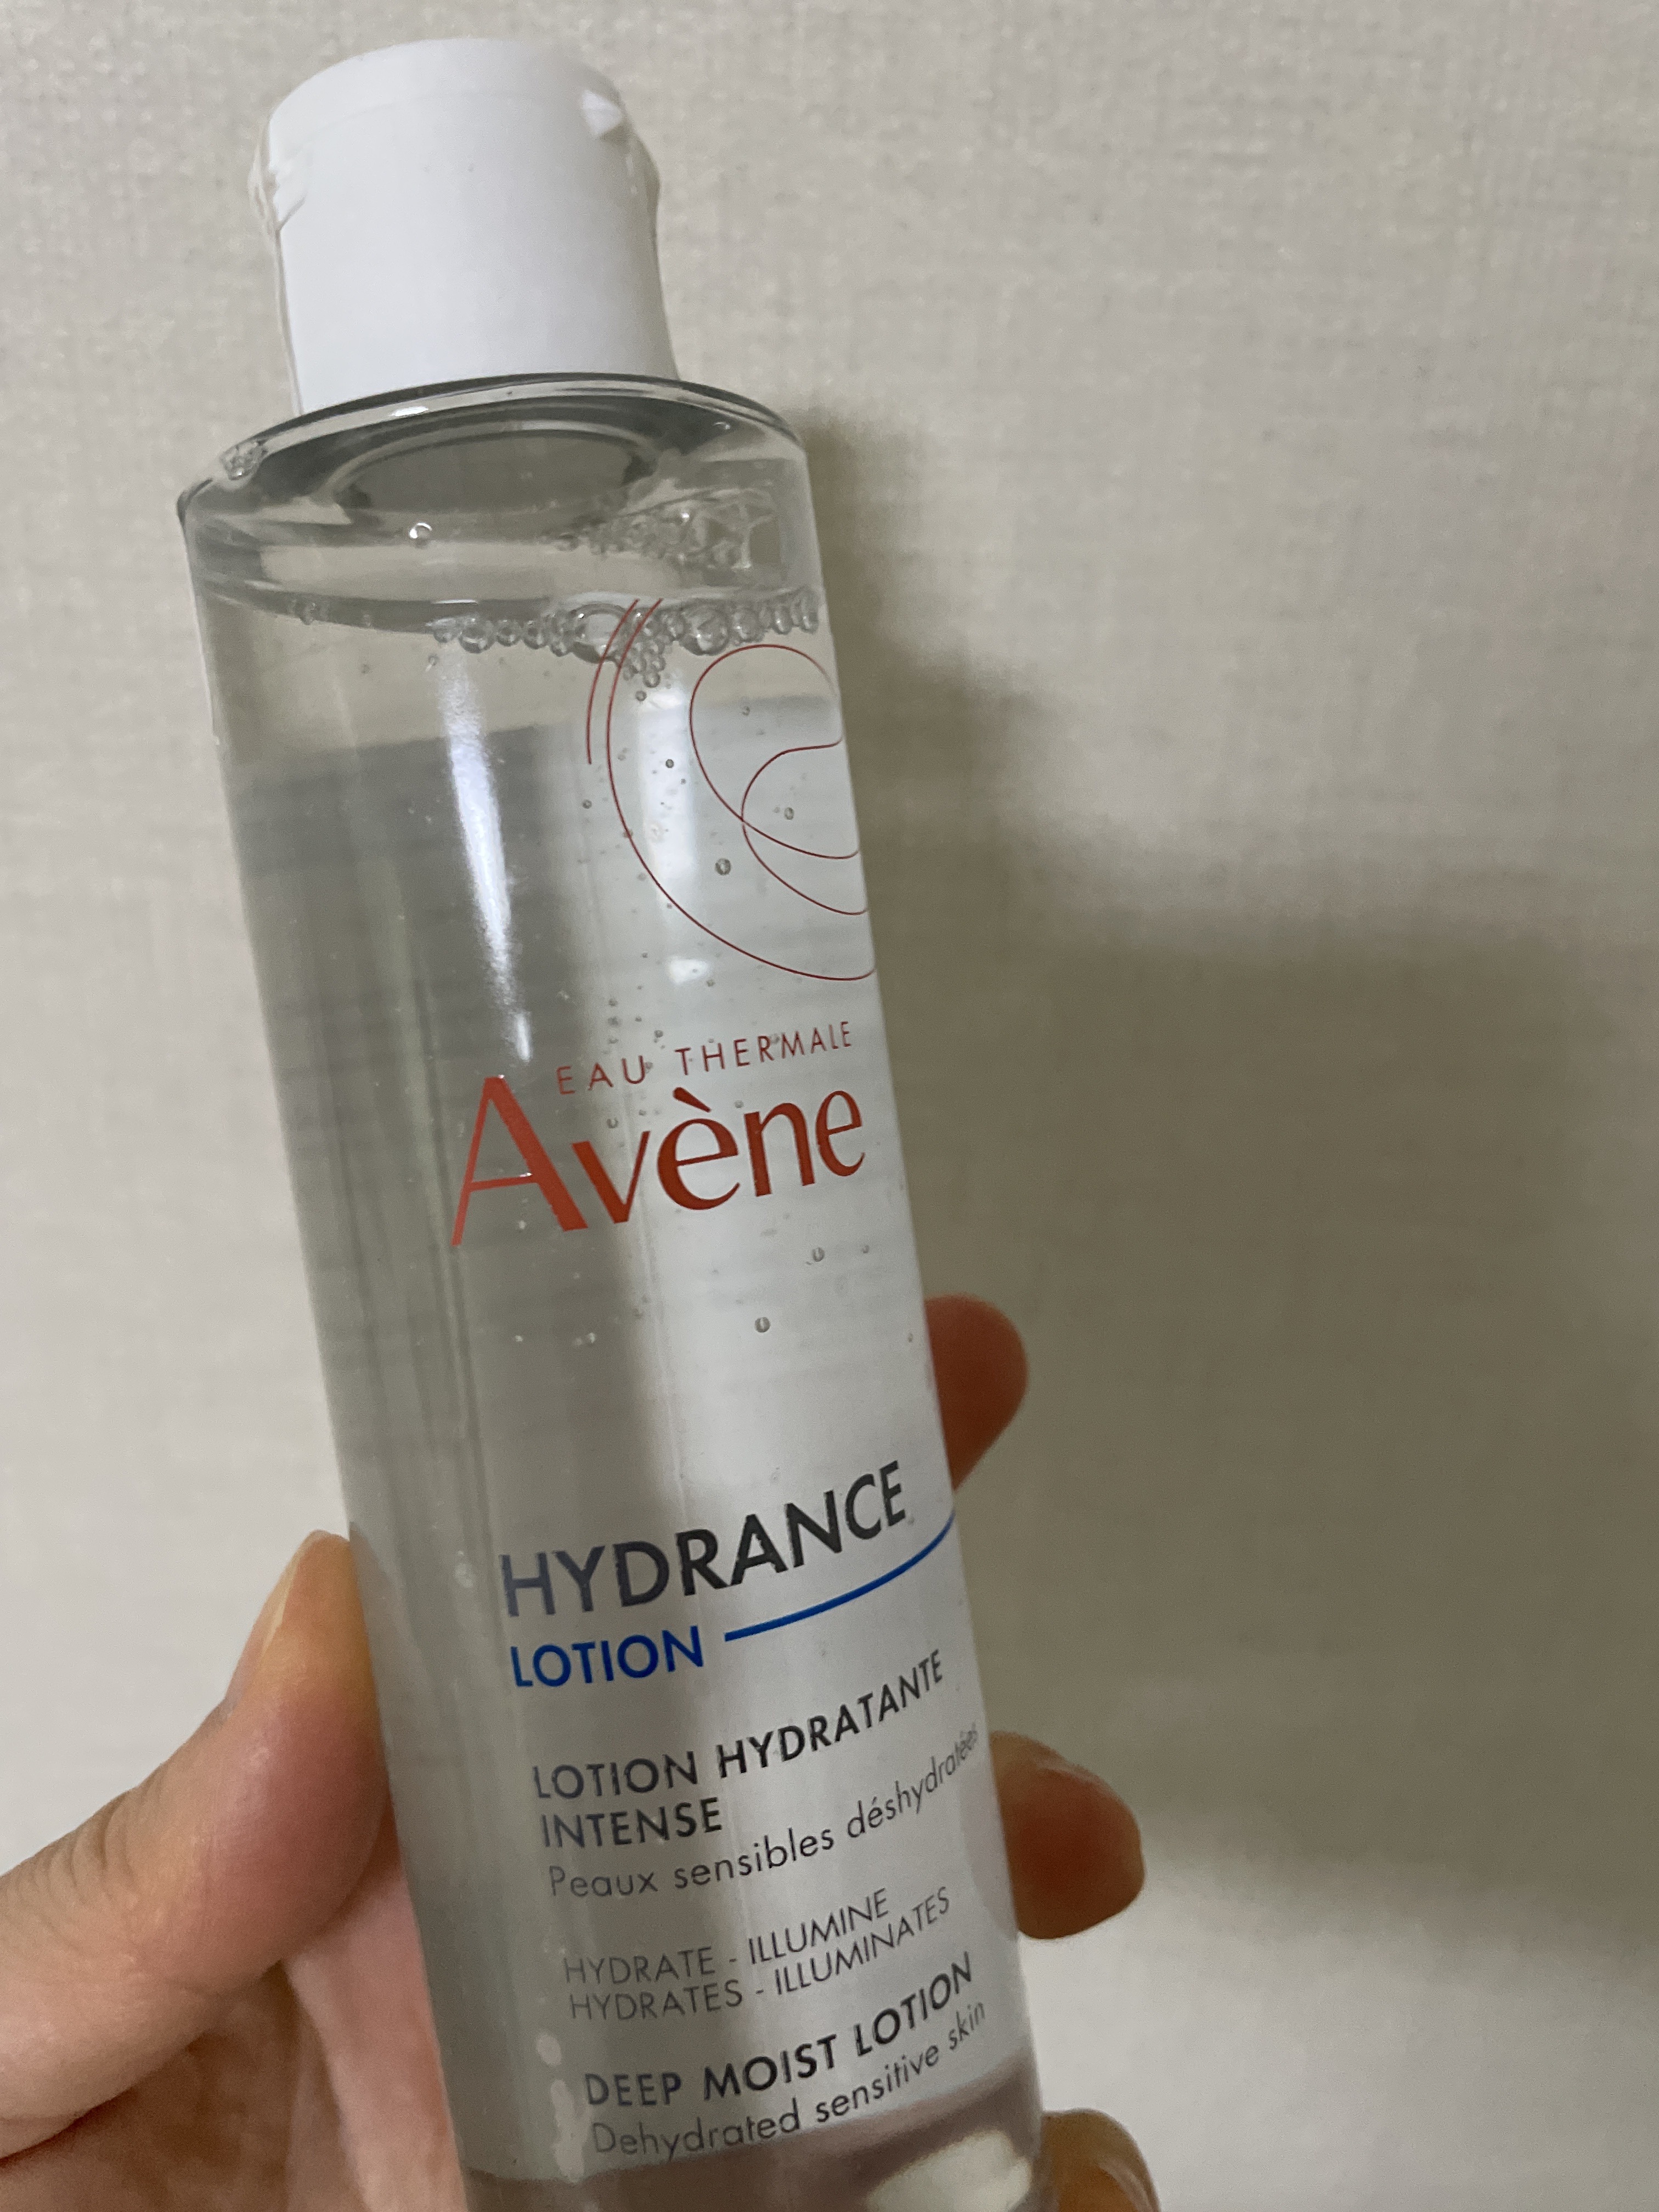 EAU THERMALE
Avène
HYDRANCE
LOTION
LOTION HYDRATANTE
INTENSE
Peaux sensibles déshydratées
HYDRATE - ILLUMINE
HYDRATES - ILLUMINATES
DEEP MOIST LOTION
Dehydrated sensitive skin